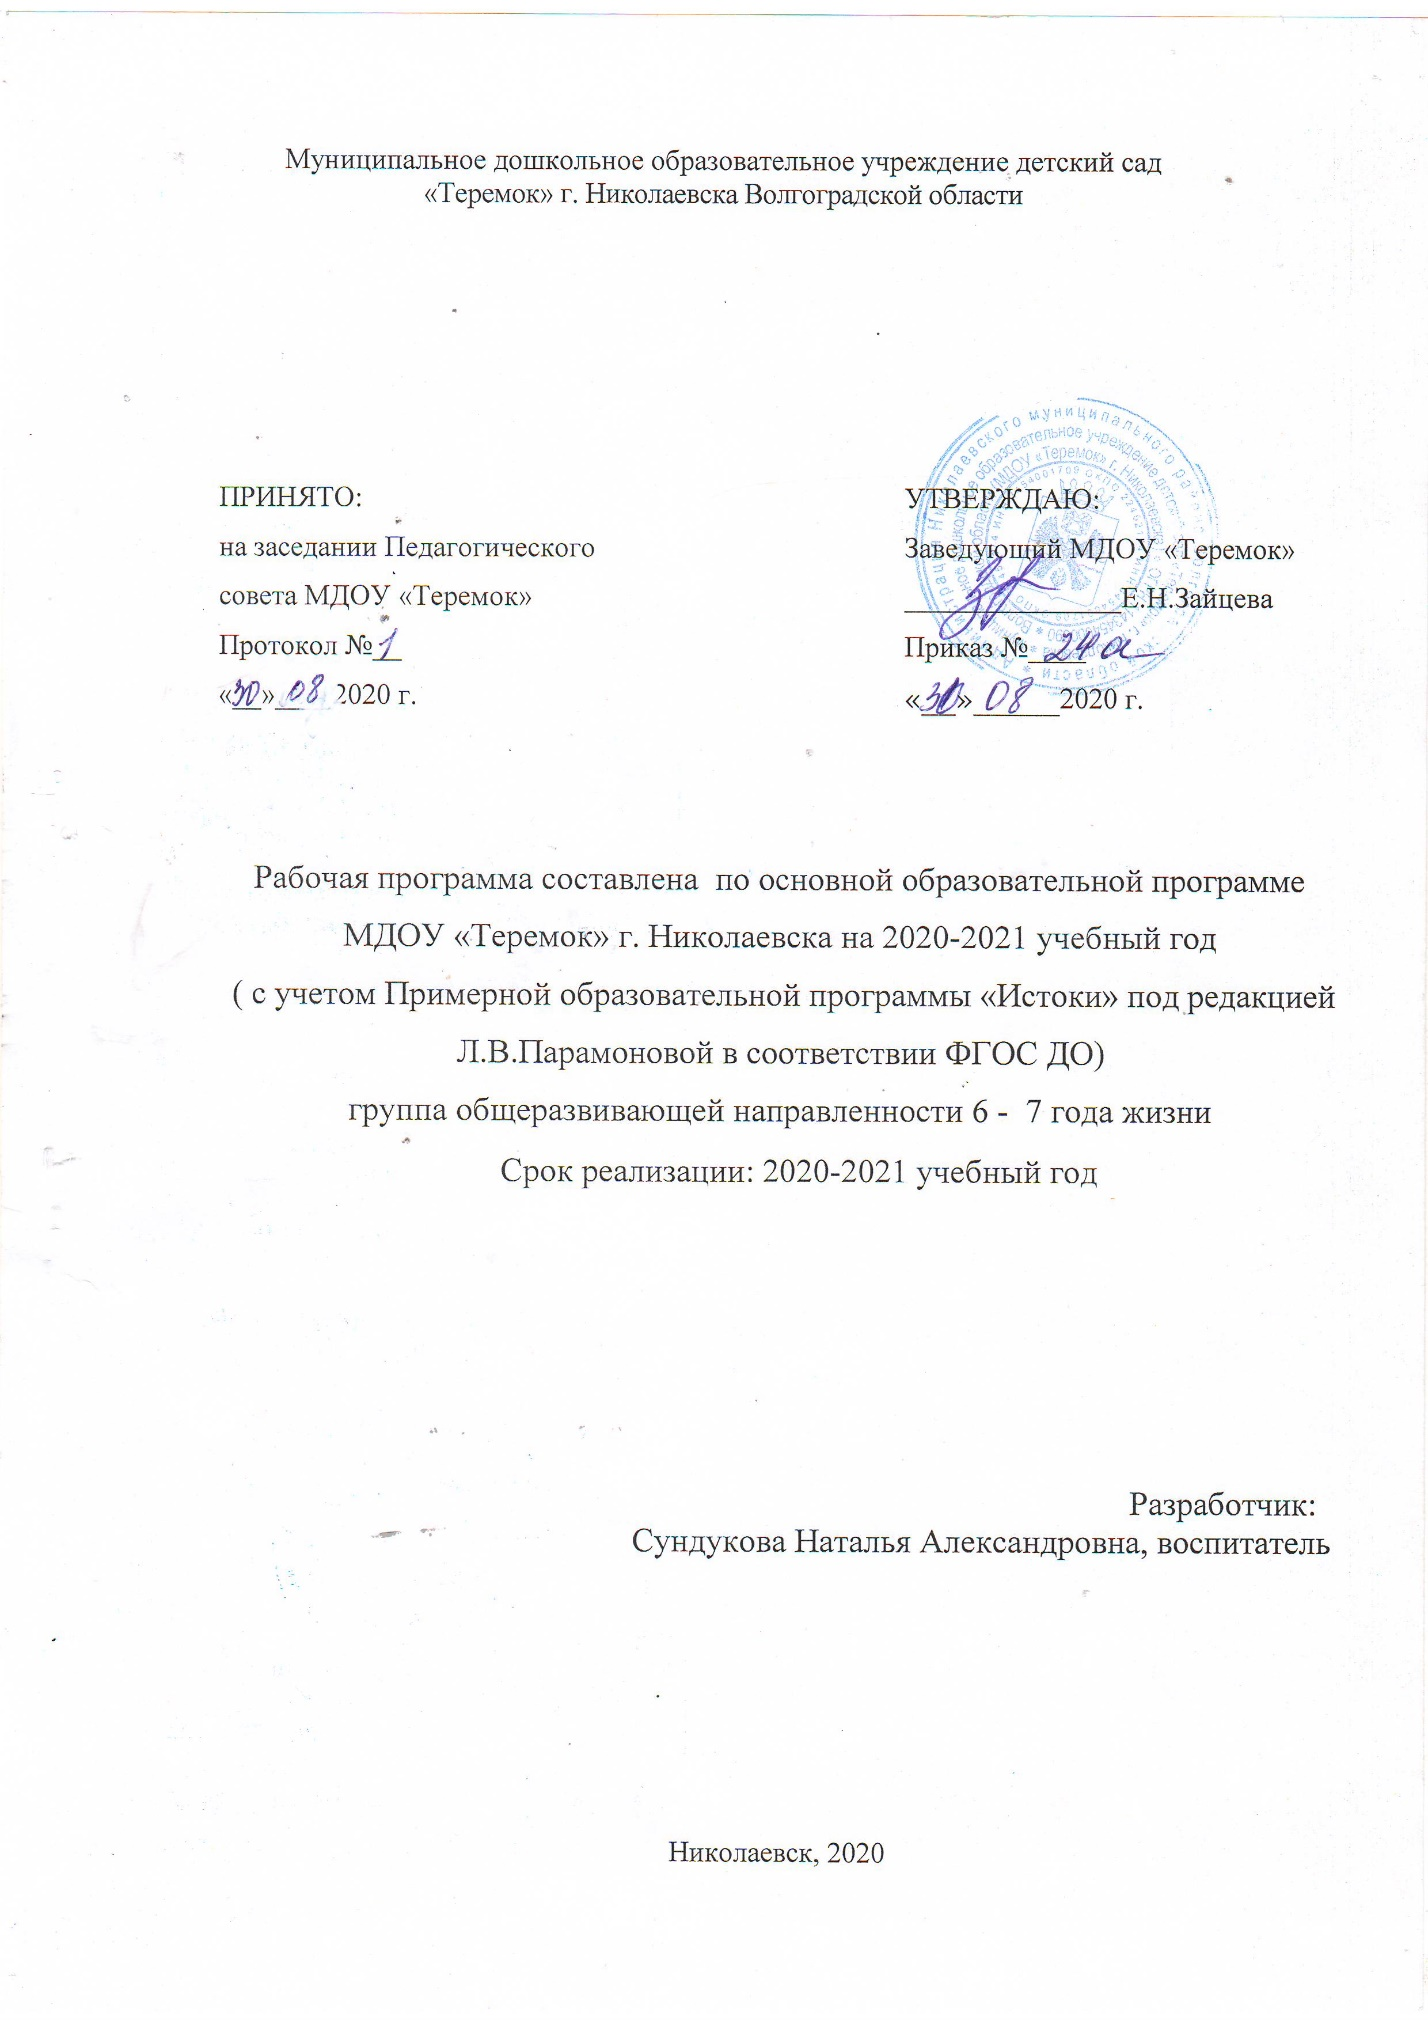 Муниципальное дошкольное образовательное учреждение детский сад
«Теремок» г. Николаевска Волгоградской области
ПРИНЯТО:
на заседании Педагогического
совета МДОУ «Теремок»
Протокол № 1
«30» 08 2020 г.
УТВЕРЖДАЮ:
Заведующий МДОУ «Теремок»
Е.Н.Зайцева
Приказ № 24 а
«30» 08 2020 г.
Рабочая программа составлена по основной образовательной программе
МДОУ «Теремок» г. Николаевска на 2020-2021 учебный год
( с учетом Примерной образовательной программы «Истоки» под редакцией
Л.В.Парамоновой в соответствии ФГОС ДО)
группа общеразвивающей направленности 6 - 7 года жизни
Срок реализации: 2020-2021 учебный год
Разработчик:
Сундукова Наталья Александровна, воспитатель
Николаевск, 2020